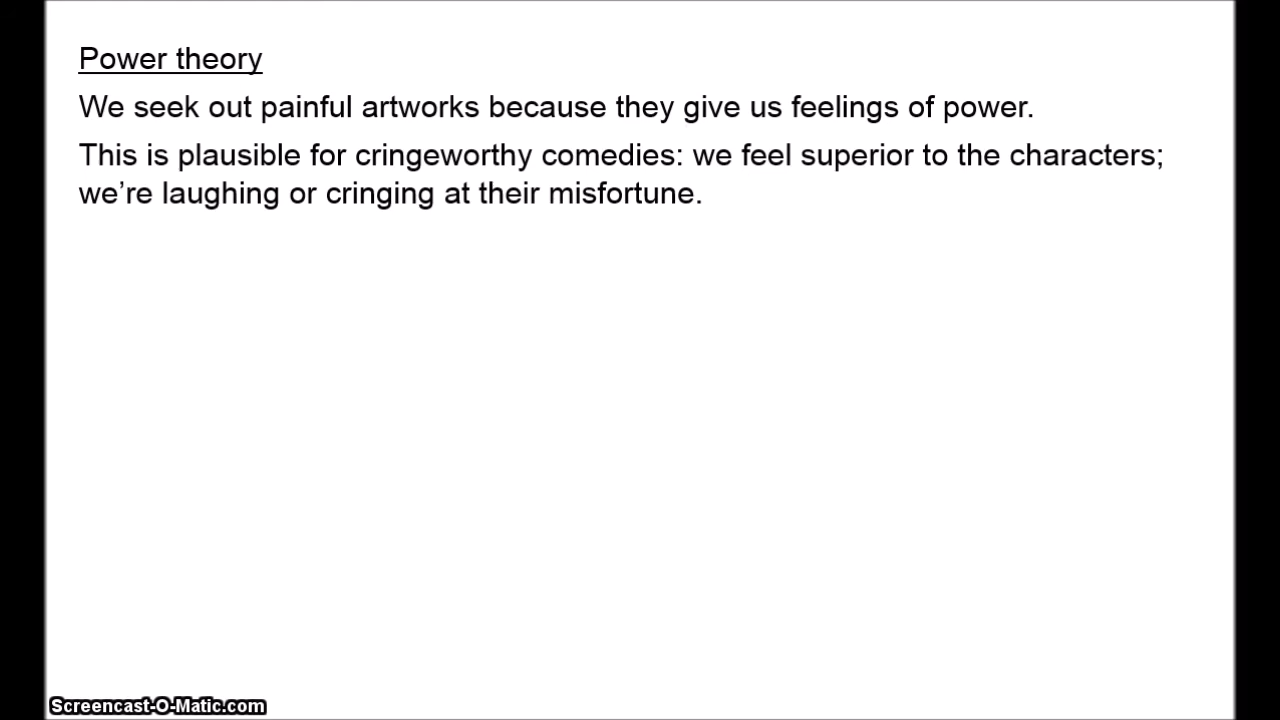 Power theory
We seek out painful artworks because they give us feelings of power.
This is plausible for cringeworthy comedies: we feel superior to the characters;
we’re laughing or cringing at their misfortune.
Screencast-O-Matic.com